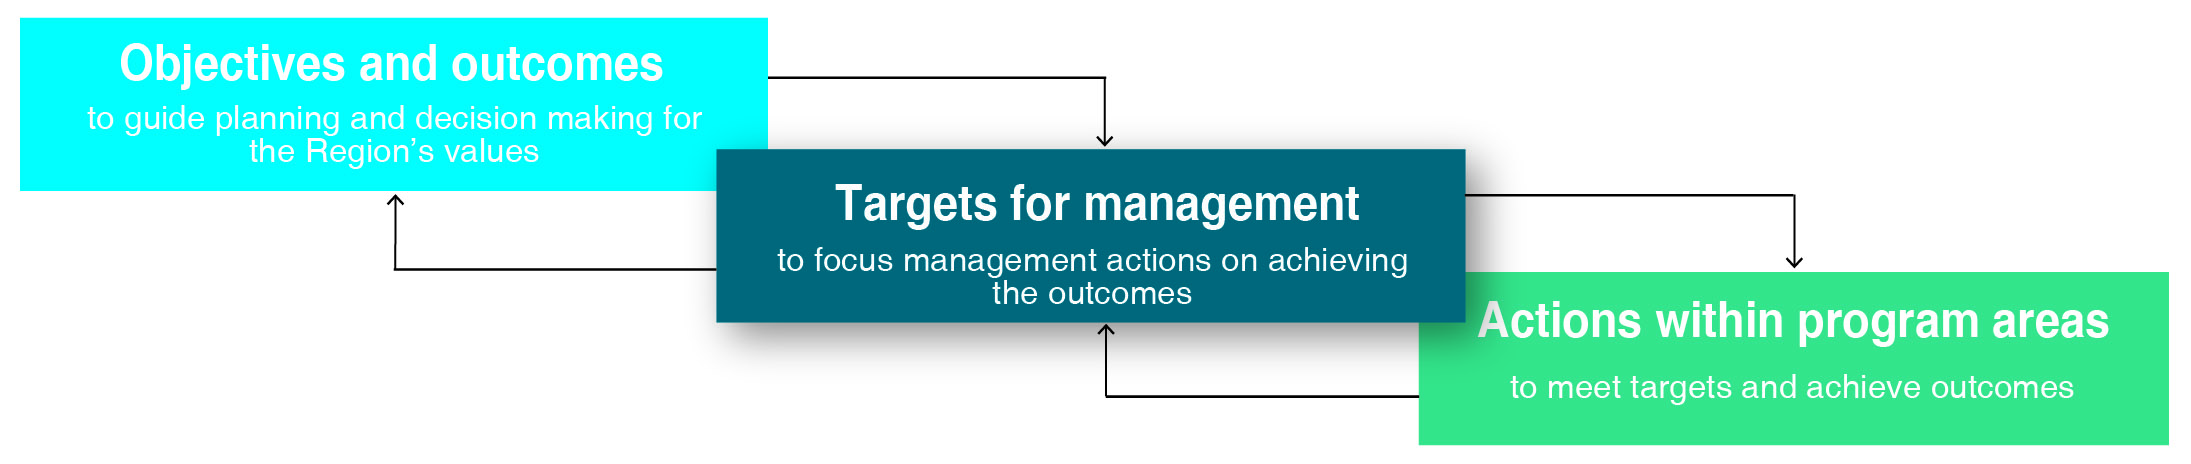 Objectives and outcomes
to guide planning and decision making for
the Region’s values
Targets for management
to focus management actions on achieving
the outcomes
Actions within program areas
to meet targets and achieve outcomes